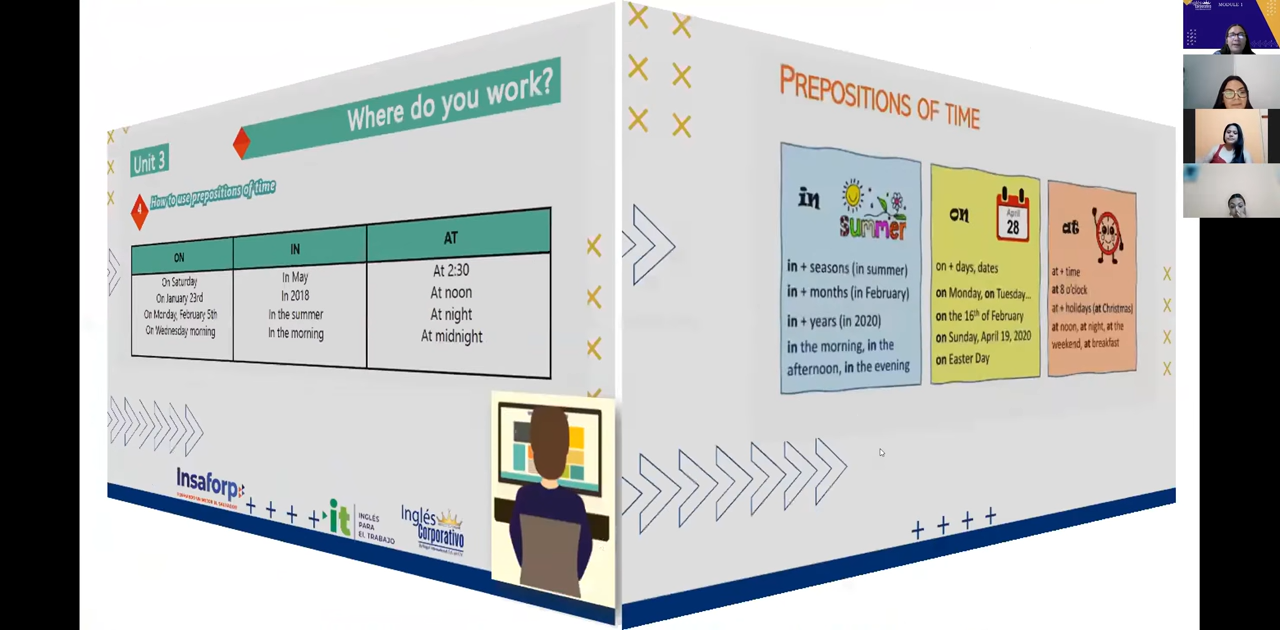 Where do you work?
Unit 3
4
How to use prepositions of time
ON
IN
AT
On Saturday
On January 23rd
On Monday, February 5th
On Wednesday morning
In May
In 2018
In the summer
In the morning
At 2:30
At noon
At night
At midnight
Insaforp
it
INGLÉS
PARA
EL TRABAJO
Inglés
Corporativo
PREPOSITIONS OF TIME
in
summer
in + seasons (in summer)
in + months (in February)
in + years (in 2020)
in the morning, in the
afternoon, in the evening
on
April
28
on + days, dates
on Monday, on Tuesday...
on the 16th of February
on Sunday, April 19, 2020
on Easter Day
at
at + time
at 8 o'clock
at + holidays (at Christmas)
at noon, at night, at the
weekend, at breakfast
MODULE 1